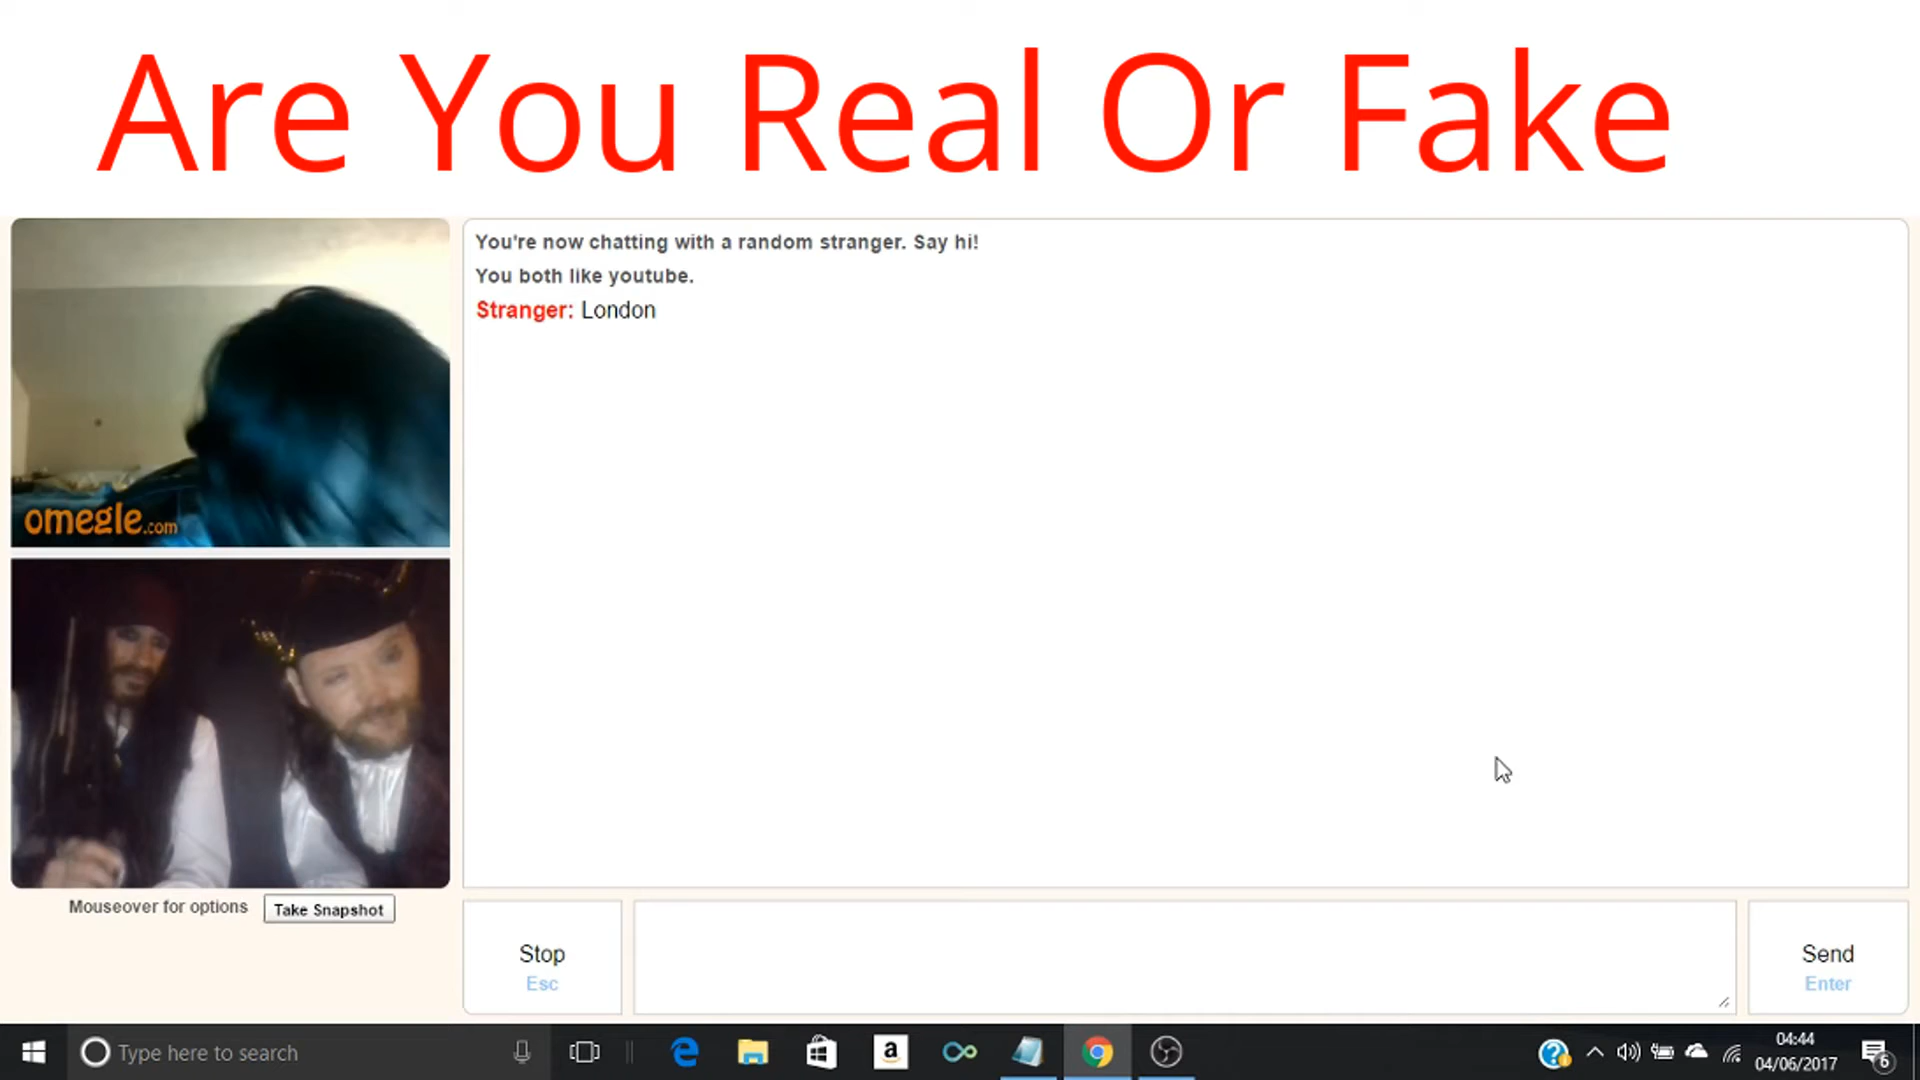 Are You Real Or Fake
You're now chatting with a random stranger. Say hi!
You both like youtube.
Stranger: London
omegle.com
Mouseover for options
Take Snapshot
Stop
Esc
Send
Enter
Type here to search
a
04:44
04/06/2017
6